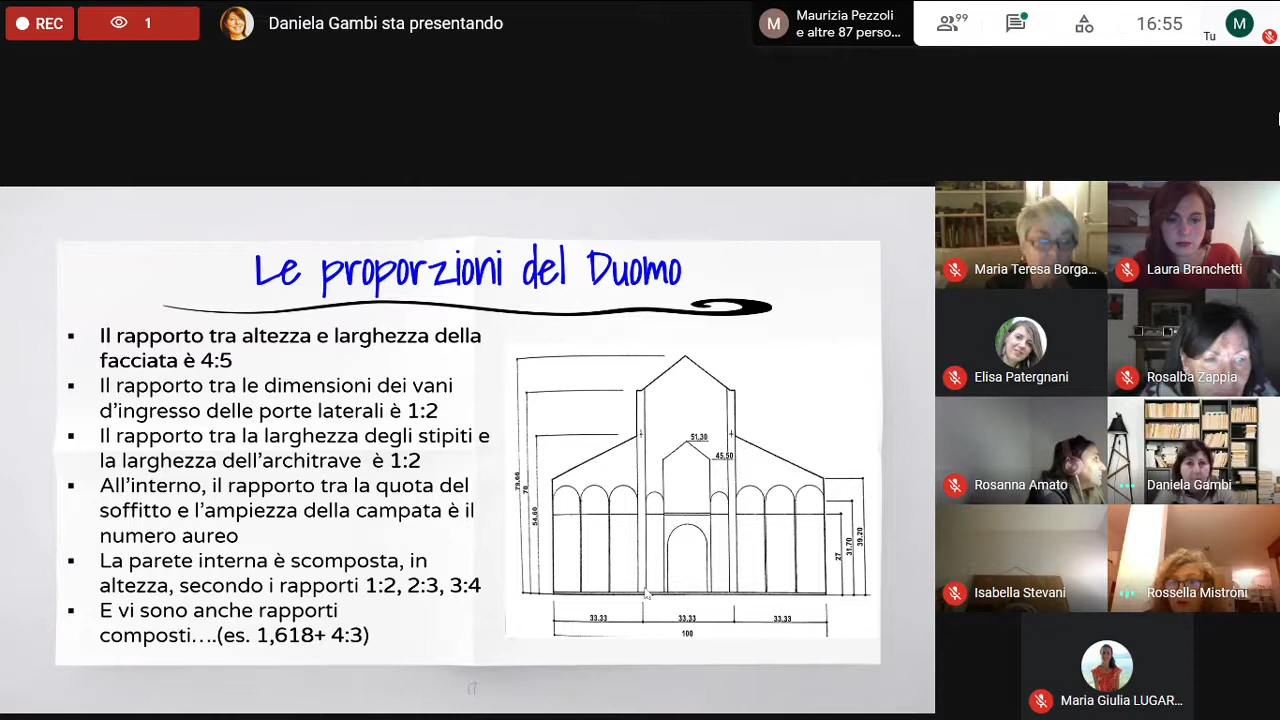 REC
1
Daniela Gambi sta presentando
M
Maurizia Pezzoli
e altre 87 perso...
99
16:55
Tu
M
Le proporzioni del Duomo
▪ Il rapporto tra altezza e larghezza della
facciata è 4:5
▪ Il rapporto tra le dimensioni dei vani
d'ingresso delle porte laterali è 1:2
▪ Il rapporto tra la larghezza degli stipiti e
la larghezza dell'architrave è 1:2
▪ All'interno, il rapporto tra la quota del
soffitto e l'ampiezza della campata è il
numero aureo
▪ La parete interna è scomposta, in
altezza, secondo i rapporti 1:2, 2:3, 3:4
▪ E vi sono anche rapporti
composti….(es. 1,618+ 4:3)
51,30
45,50
70
54,60
27
31,70
39,20
33,33
33,33
33,33
100
17
Maria Teresa Borga...
Laura Branchetti
Elisa Patergnani
Rosalba Zappia
Rosanna Amato
Daniela Gambi
Isabella Stevani
Rossella Mistroni
Maria Giulia LUGAR...